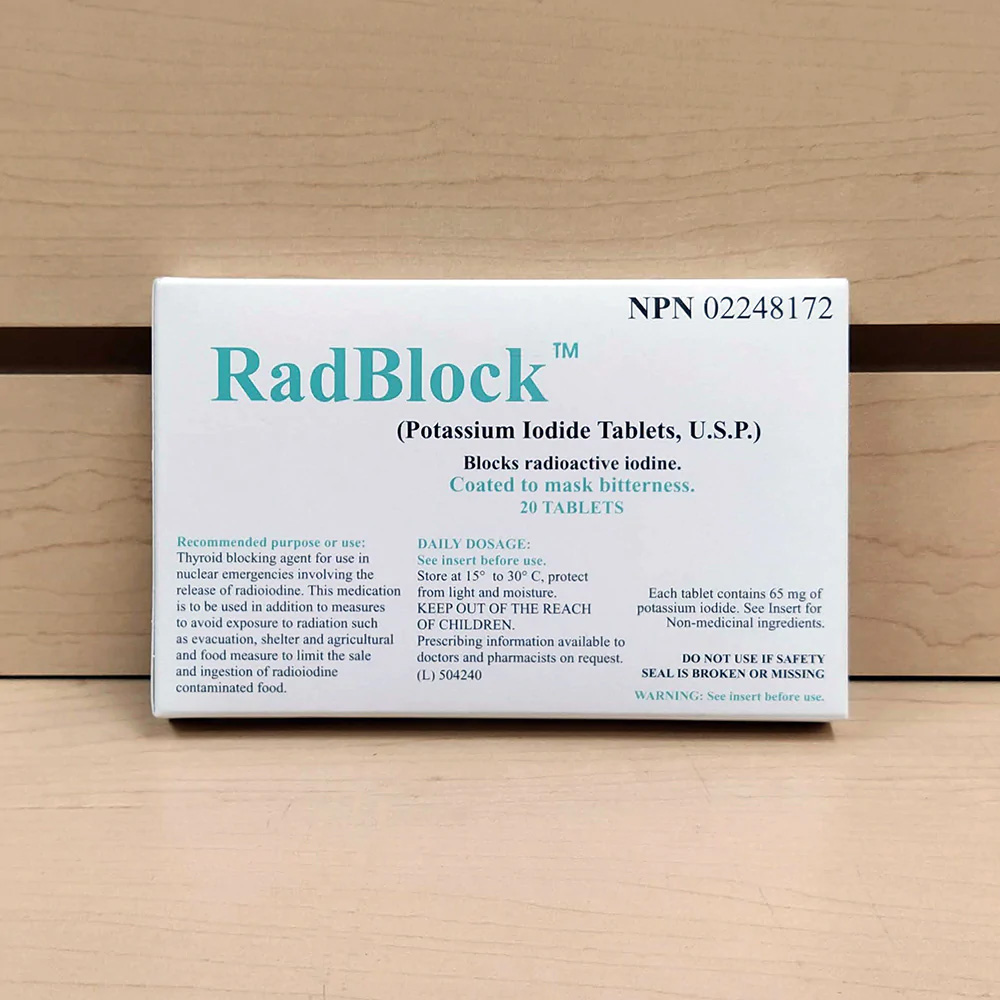 NPN 02248172
RadBlock™
(Potassium Iodide Tablets, U.S.P.)
Blocks radioactive iodine.
Coated to mask bitterness.
20 TABLETS
Recommended purpose or use:
Thyroid blocking agent for use in
nuclear emergencies involving the
release of radioiodine. This medication
is to be used in addition to measures
to avoid exposure to radiation such
as evacuation, shelter and agricultural
and food measure to limit the sale
and ingestion of radioiodine
contaminated food.
DAILY DOSAGE:
See insert before use.
Store at 15° to 30° C, protect
from light and moisture.
KEEP OUT OF THE REACH
OF CHILDREN.
Prescribing information available to
doctors and pharmacists on request.
(L) 504240
Each tablet contains 65 mg of
potassium iodide. See Insert for
Non-medicinal ingredients.
DO NOT USE IF SAFETY
SEAL IS BROKEN OR MISSING
WARNING: See insert before use.